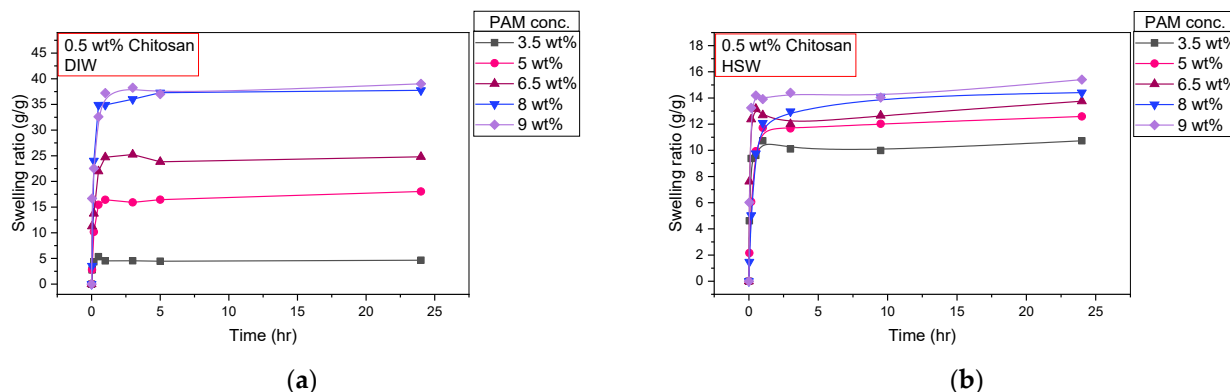 PAM conc.
3.5 wt%
5 wt%
6.5 wt%
8 wt%
9 wt%
0.5 wt% Chitosan
DIW
45
40
35
30
25
20
15
10
5
0
Swelling ratio (g/g)
0 5 10 15 20 25
Time (hr)
(a)
PAM conc.
3.5 wt%
5 wt%
6.5 wt%
8 wt%
9 wt%
0.5 wt% Chitosan
HSW
18
16
14
12
10
8
6
4
2
0
Swelling ratio (g/g)
0 5 10 15 20 25
Time (hr)
(b)